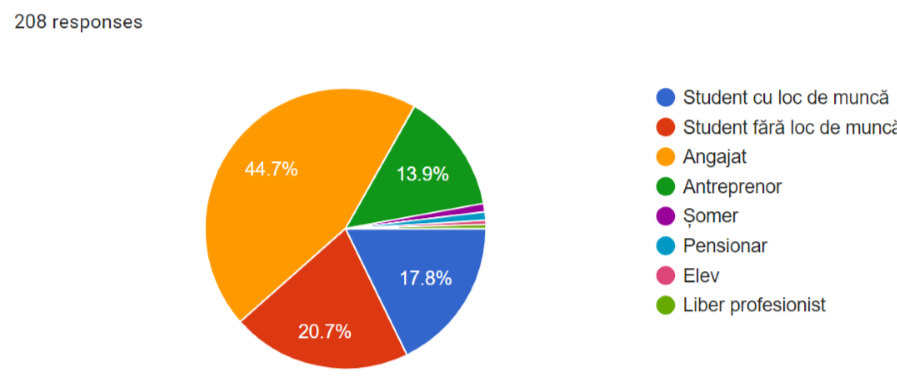 208 responses
44.7%
13.9%
17.8%
20.7%
Student cu loc de muncă
Student fără loc de muncă
Angajat
Antreprenor
Șomer
Pensionar
Elev
Liber profesionist